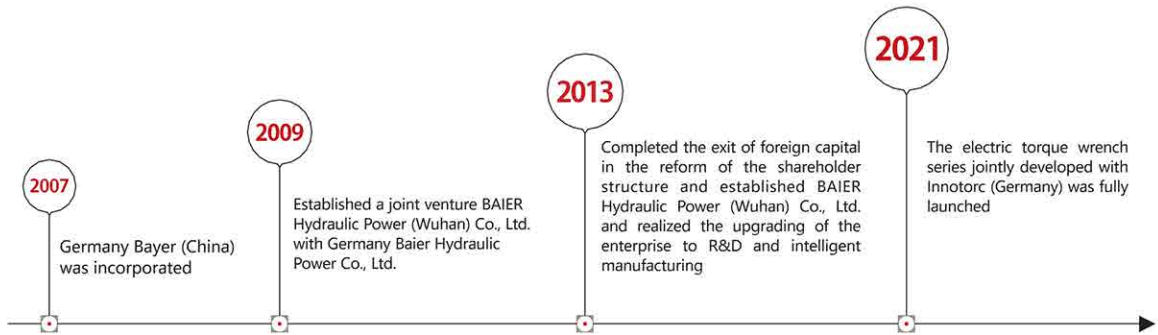 2007
Germany Bayer (China)
was incorporated
2009
Established a joint venture BAIER
Hydraulic Power (Wuhan) Co., Ltd.
with Germany Baier Hydraulic
Power Co., Ltd.
2013
Completed the exit of foreign capital
in the reform of the shareholder
structure and established BAIER
Hydraulic Power (Wuhan) Co., Ltd.
and realized the upgrading of the
enterprise to R&D and intelligent
manufacturing
2021
The electric torque wrench
series jointly developed with
Innotorc (Germany) was fully
launched